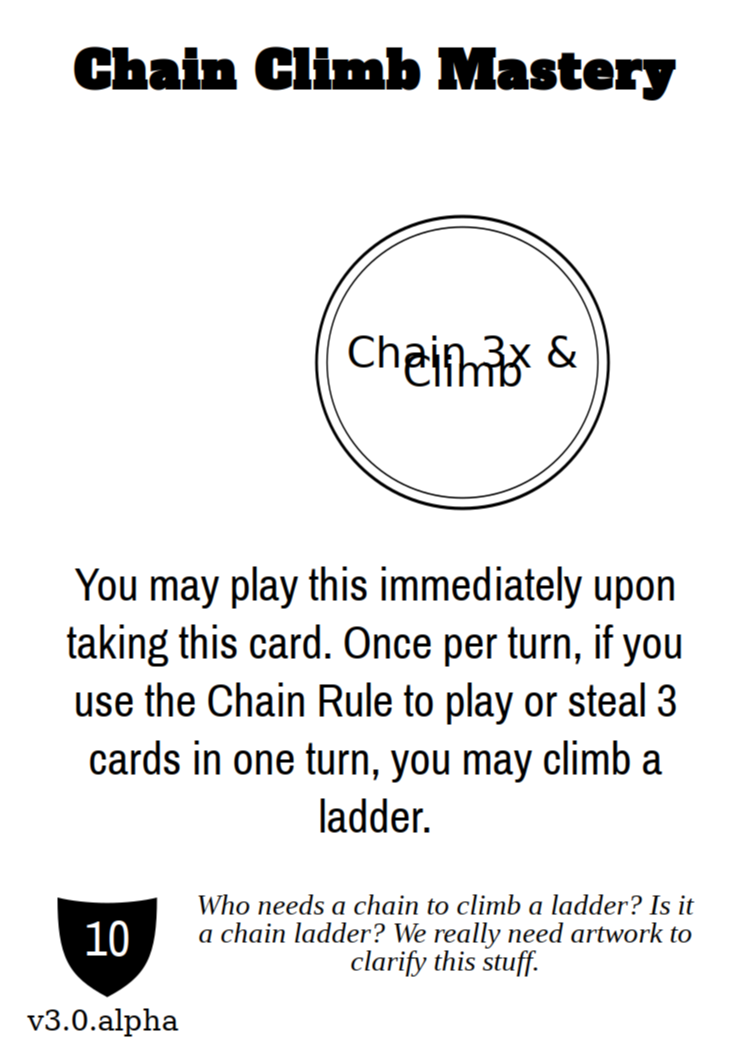 Chain Climb Mastery
Chain 3x &
Climb
You may play this immediately upon
taking this card. Once per turn, if you
use the Chain Rule to play or steal 3
cards in one turn, you may climb a
ladder.
10
Who needs a chain to climb a ladder? Is it
a chain ladder? We really need artwork to
clarify this stuff.
v3.0.alpha